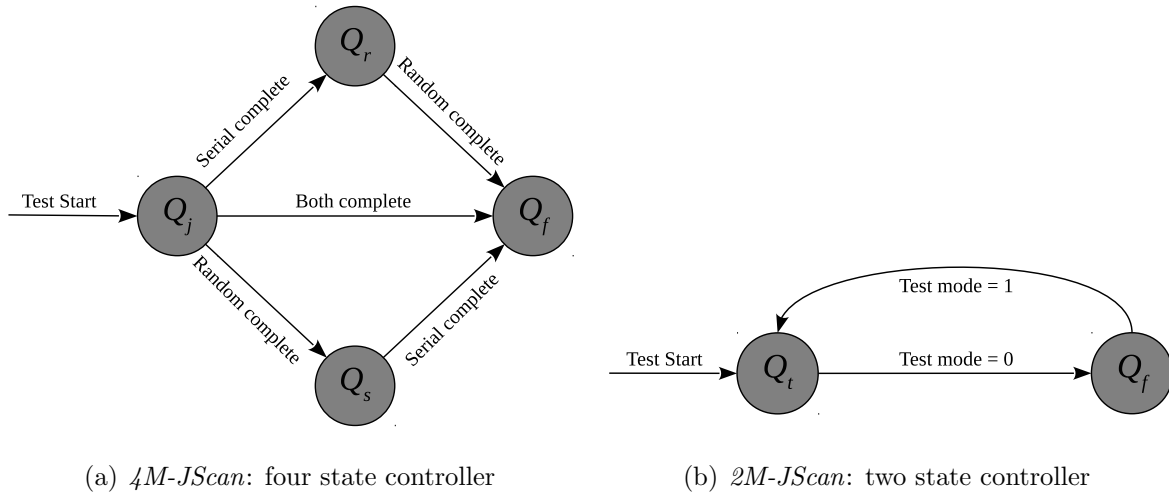 Q_r
Serial complete
Random complete
Test Start
Q_j
Both complete
Q_f
Random complete
Serial complete
Q_s
Test mode = 1
Test Start
Q_t
Test mode = 0
Q_f
(a) 4M-JScan: four state controller
(b) 2M-JScan: two state controller